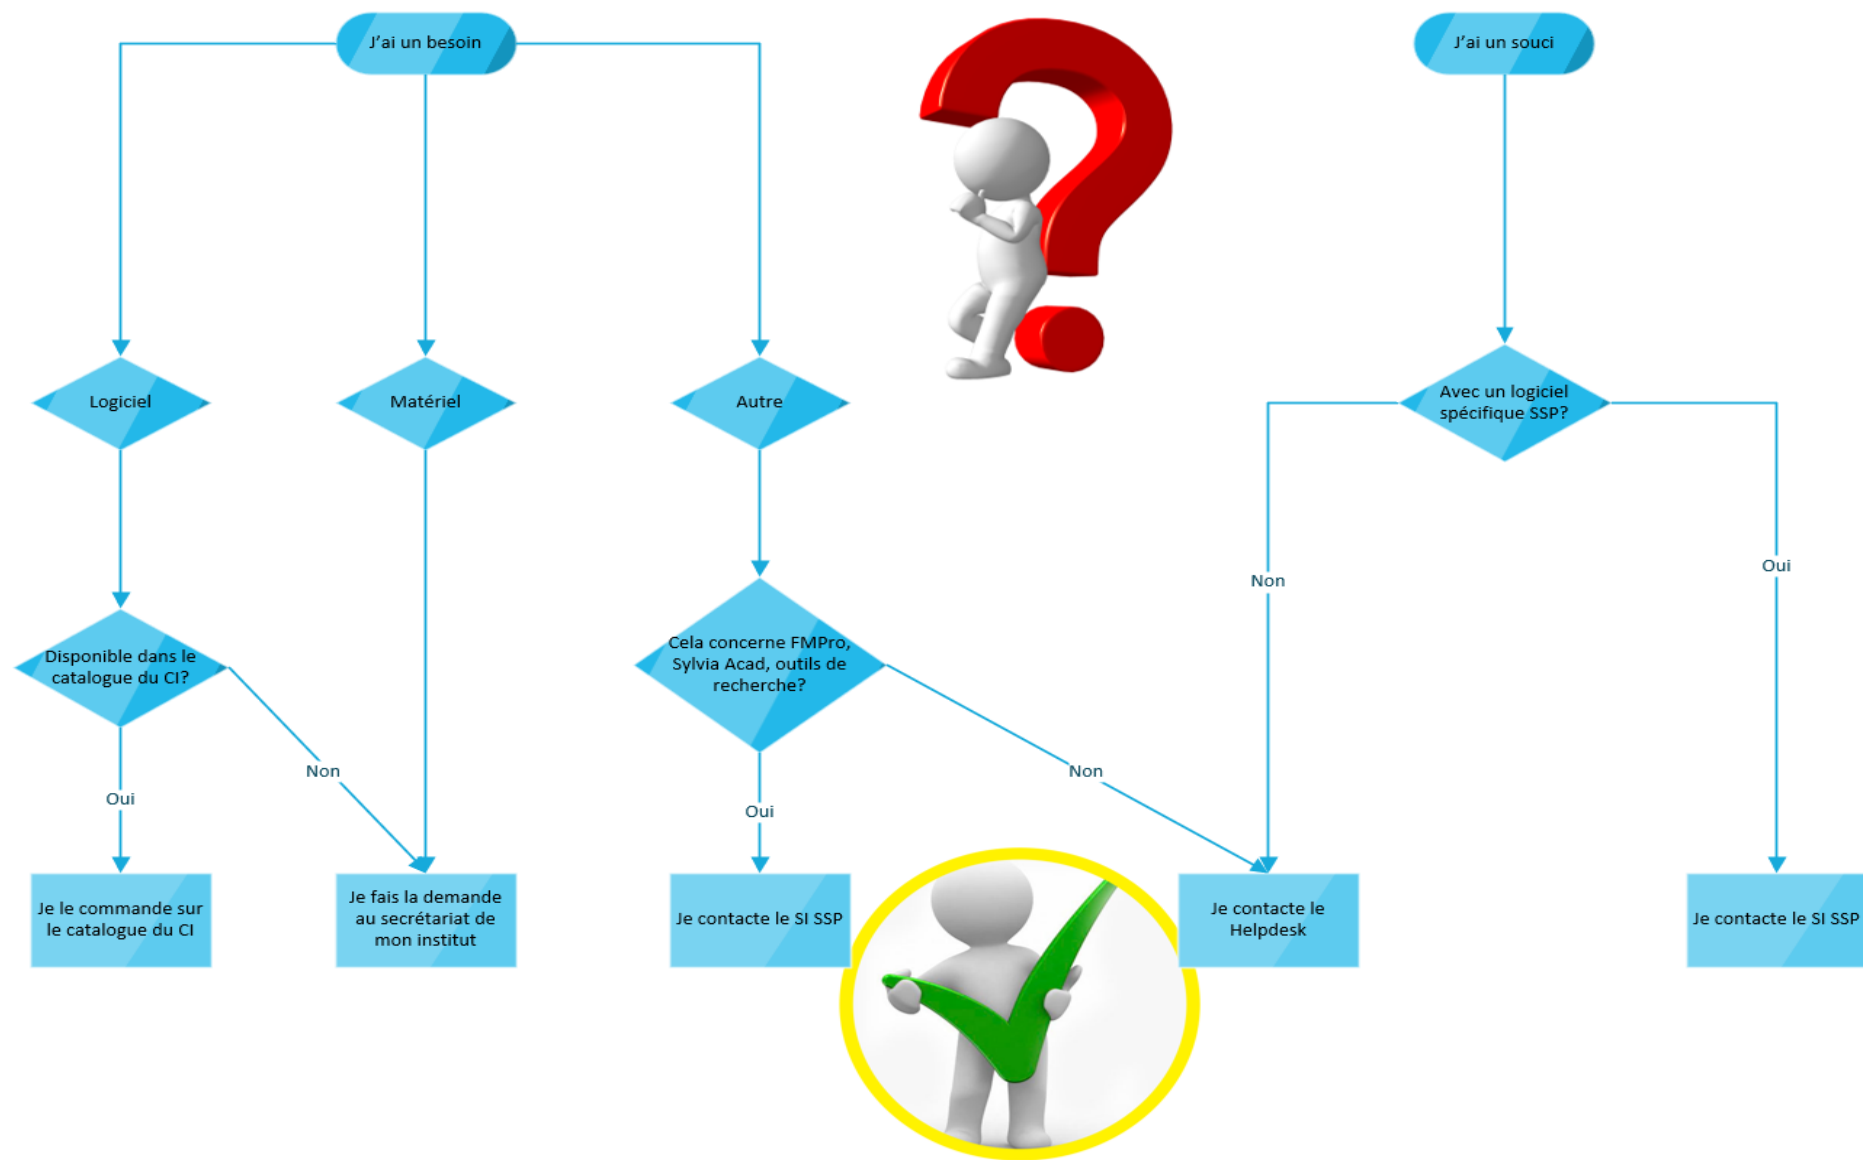 J'ai un besoin
J'ai un souci
Logiciel
Matériel
Autre
Avec un logiciel
spécifique SSP?
Non
Oui
Disponible dans le
catalogue du CI?
Cela concerne FMPro,
Sylvia Acad, outils de
recherche?
Non
Non
Oui
Oui
Je le commande sur
le catalogue du CI
Je fais la demande
au secrétariat de
mon institut
Je contacte le SI SSP
Je contacte le
Helpdesk
Je contacte le SI SSP